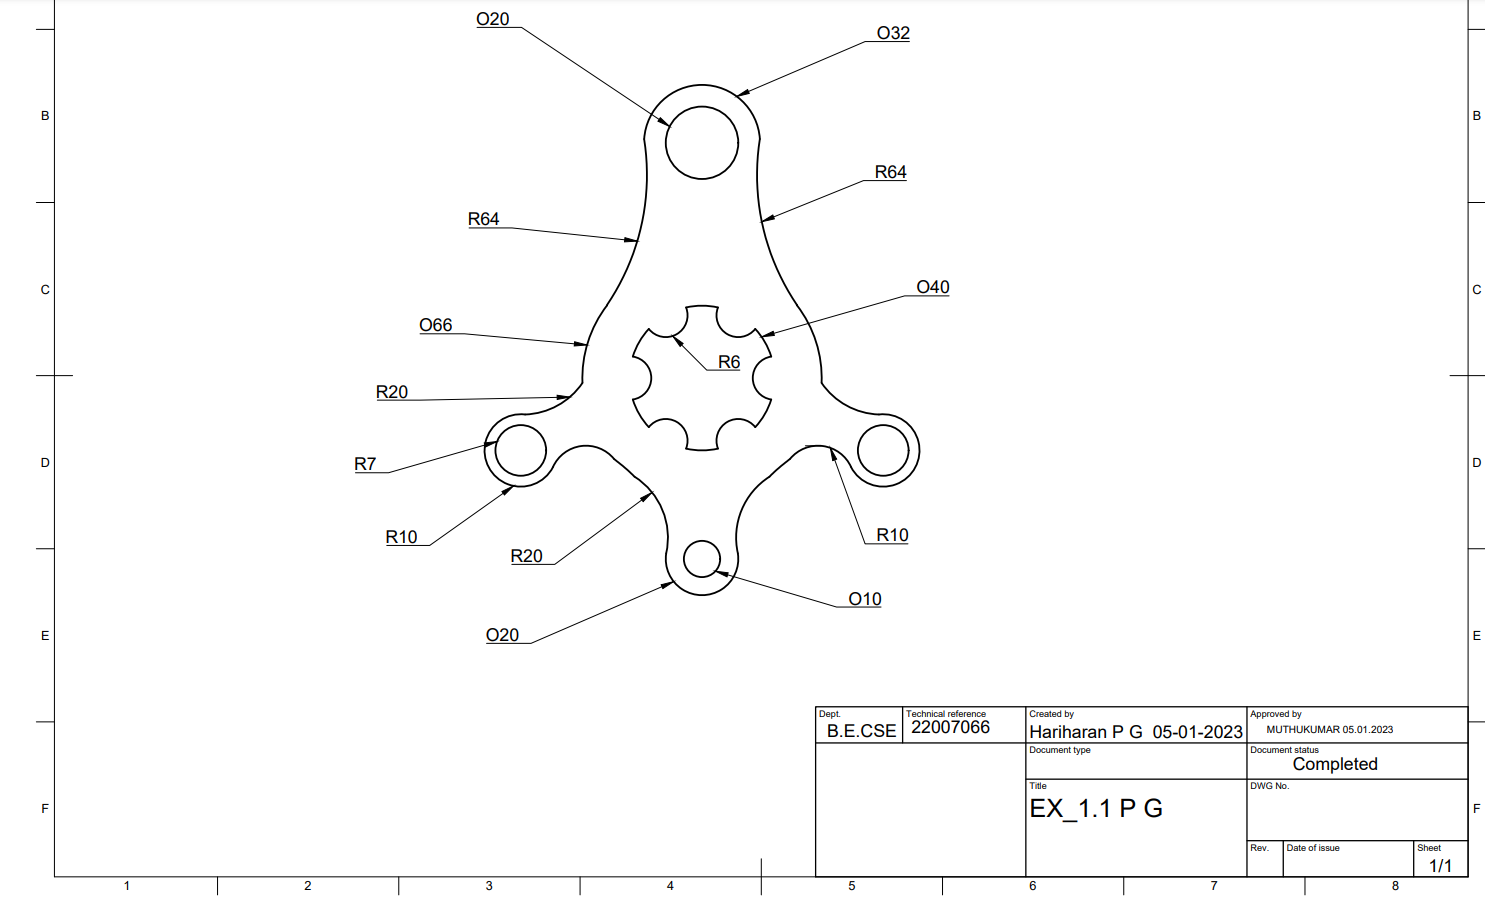 O20
O32
B
B
R64
R64
C
C
O40
O66
R6
R20
D
D
R7
R10
R10
R20
O10
O20
E
E
Dept.
B.E.CSE
Technical reference
22007066
Created by
Hariharan P G 05-01-2023
Approved by
MUTHUKUMAR 05.01.2023
Document type
Document status
Completed
Title
EX_1.1 P G
DWG No.
F
F
Rev.
Date of issue
Sheet
1/1
1
2
3
4
5
6
7
8